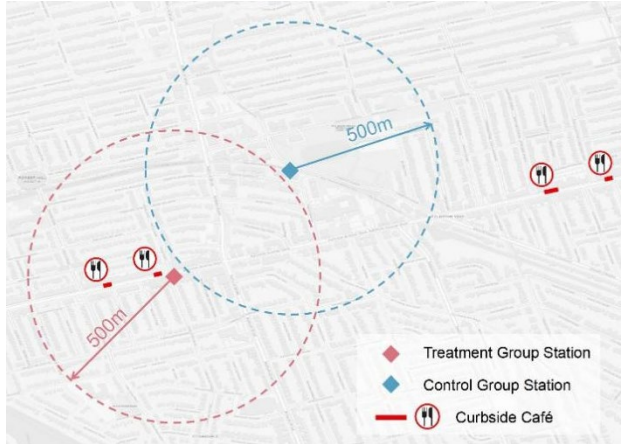 500m
500m
Treatment Group Station
Control Group Station
Curbside Café